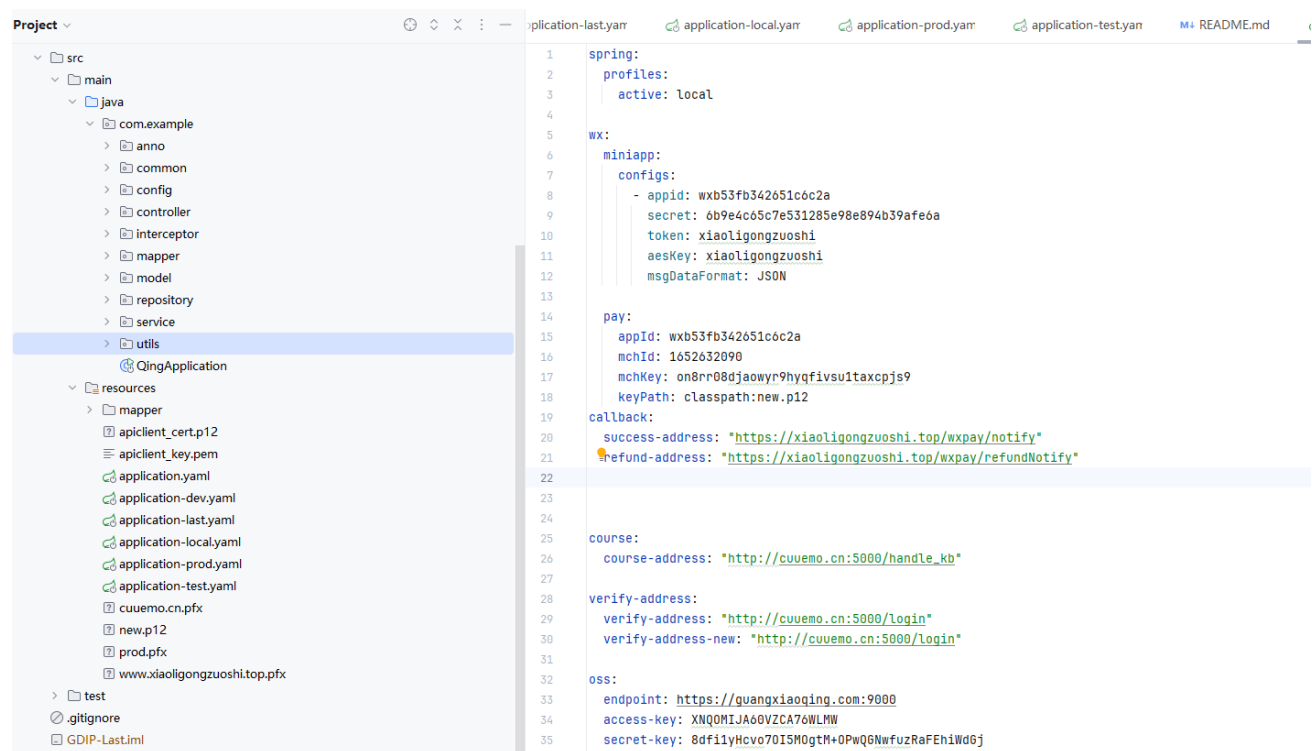 Project
src
main
java
com.example
anno
common
config
controller
interceptor
mapper
model
repository
service
utils
QingApplication
resources
mapper
apiclient_cert.p12
apiclient_key.pem
application.yaml
application-dev.yaml
application-last.yaml
application-local.yaml
application-prod.yaml
application-test.yaml
cuuemo.cn.pfx
new.p12
prod.pfx
www.xiaoligongzuoshi.top.pfx
test
.gitignore
GDIP-Last.iml
plication-last.yam application-local.yam application-prod.yam application-test.yam M↓ README.md
1 spring:
2 profiles:
3 active: local
4
5 wx:
6 miniapp:
7 configs:
8 - appid: wxb53fb342651c6c2a
9 secret: 6b9e4c65c7e531285e98e894b39afe6a
10 token: xiaoligongzuoshi
11 aesKey: xiaoligongzuoshi
12 msgDataFormat: JSON
13
14 pay:
15 appId: wxb53fb342651c6c2a
16 mchId: 1652632090
17 mchKey: on8rr08djaowyr9hyqfivsu1taxcpjs9
18 keyPath: classpath:new.p12
19 callback:
20 success-address: "https://xiaoligongzuoshi.top/wxpay/notify"
21 refund-address: "https://xiaoligongzuoshi.top/wxpay/refundNotify"
22
23
24
25 course:
26 course-address: "http://cuuemo.cn:5000/handle_kb"
27
28 verify-address:
29 verify-address: "http://cuuemo.cn:5000/login"
30 verify-address-new: "http://cuuemo.cn:5000/login"
31
32 oss:
33 endpoint: https://guangxiaoqing.com:9000
34 access-key: XNQOMIJA60VZCA76WLMW
35 secret-key: 8dfi1yHcvo7OI5MOgtM+OPwQGNwfuzRaFEhiWdGj